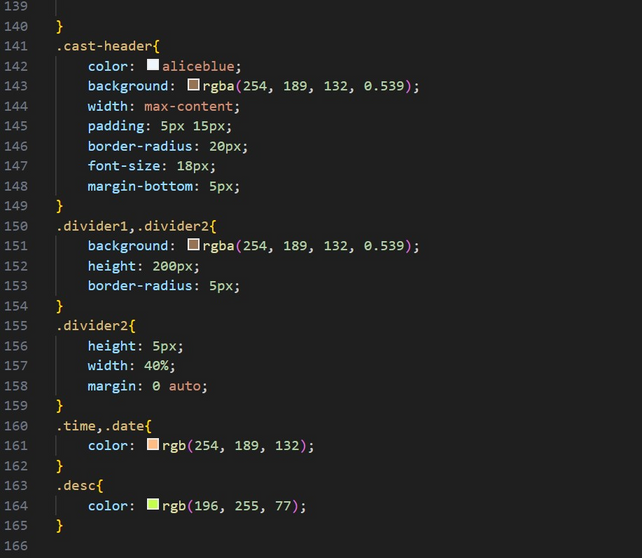 139
140 }
141 .cast-header{
142 color: aliceblue;
143 background: rgba(254, 189, 132, 0.539);
144 width: max-content;
145 padding: 5px 15px;
146 border-radius: 20px;
147 font-size: 18px;
148 margin-bottom: 5px;
149 }
150 .divider1,.divider2{
151 background: rgba(254, 189, 132, 0.539);
152 height: 200px;
153 border-radius: 5px;
154 }
155 .divider2{
156 height: 5px;
157 width: 40%;
158 margin: 0 auto;
159 }
160 .time,.date{
161 color: rgb(254, 189, 132);
162 }
163 .desc{
164 color: rgb(196, 255, 77);
165 }
166